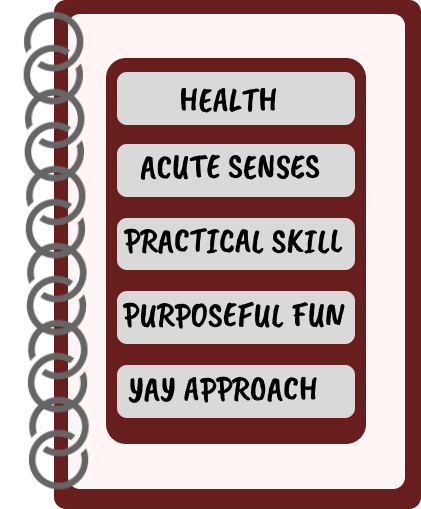 HEALTH
ACUTE SENSES
PRACTICAL SKILL
PURPOSEFUL FUN
YAY APPROACH